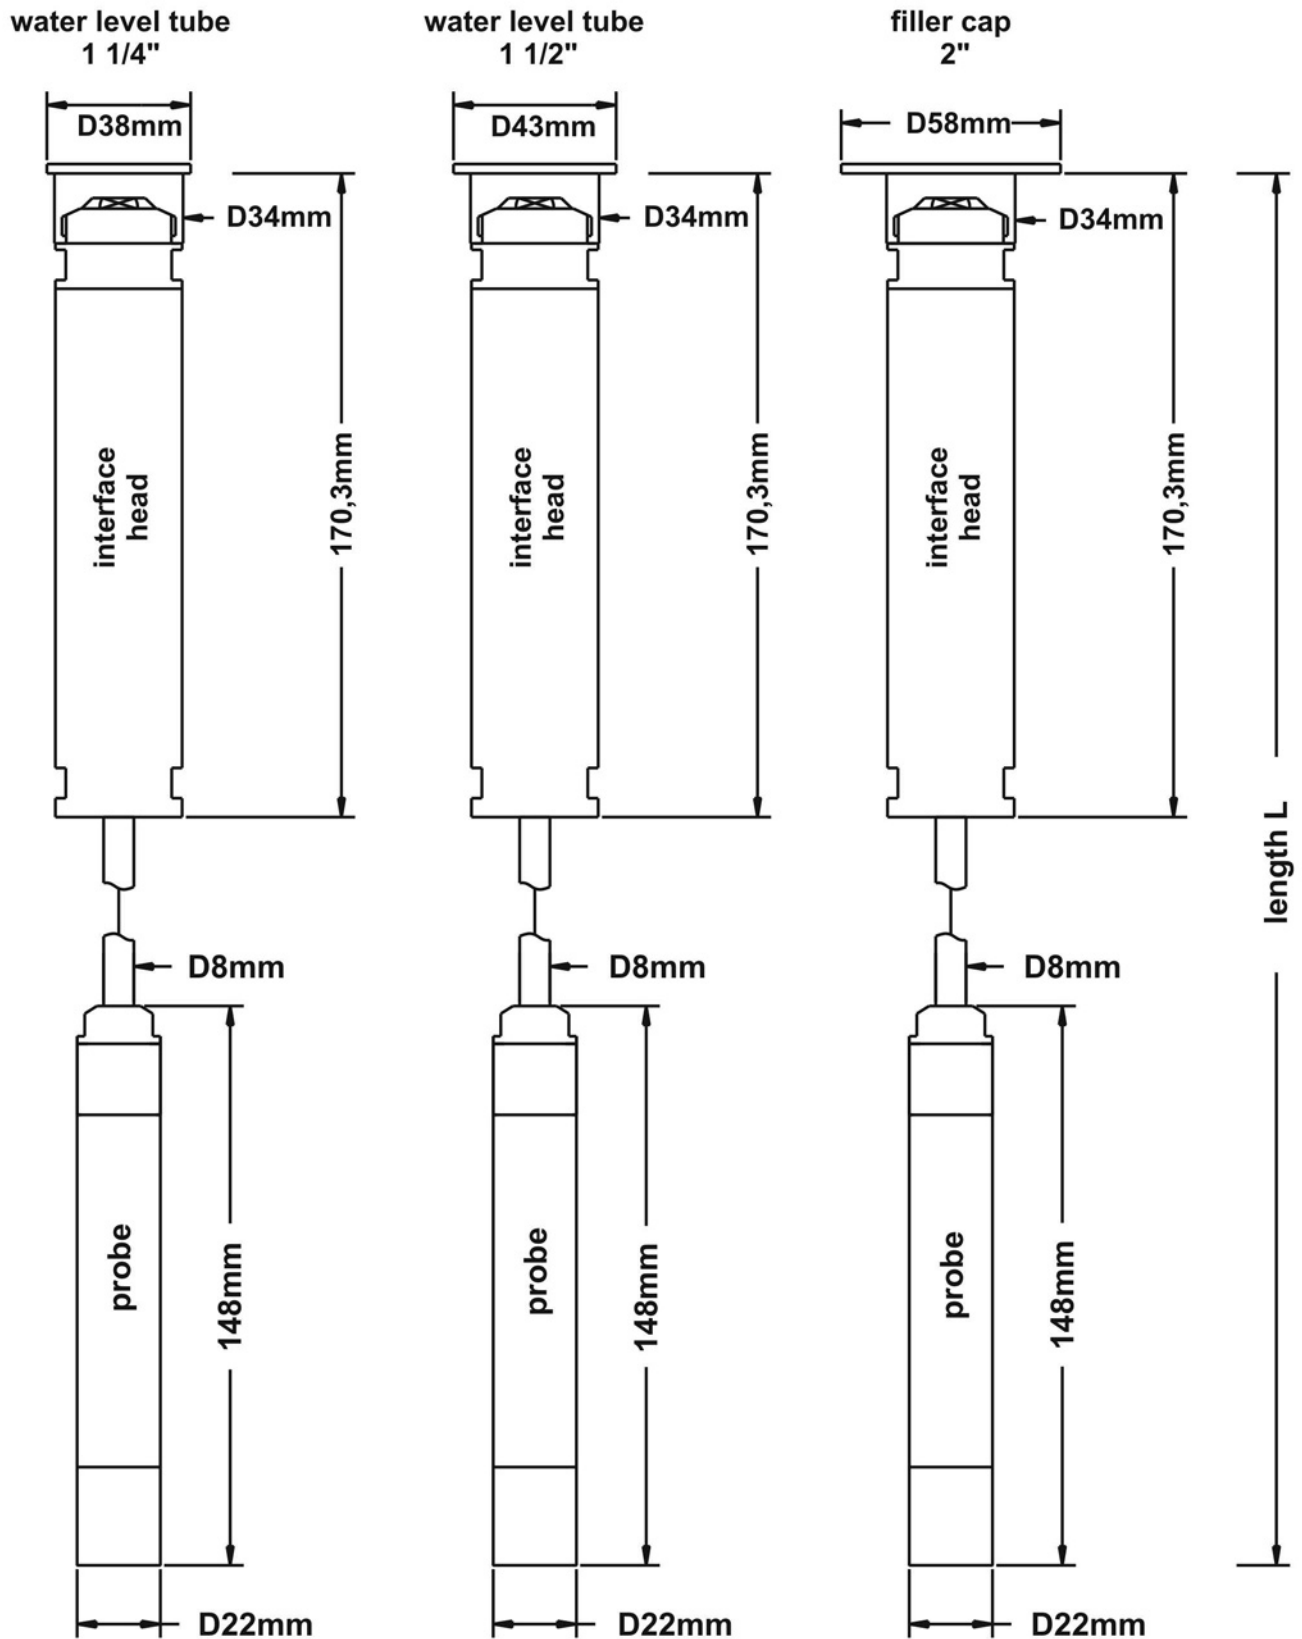 water level tube
1 1/4"
water level tube
1 1/2"
filler cap
2"
D38mm
D43mm
D58mm
D34mm
D34mm
D34mm
interface
head
170,3mm
interface
head
170,3mm
interface
head
170,3mm
length L
D8mm
D8mm
D8mm
probe
148mm
probe
148mm
probe
148mm
D22mm
D22mm
D22mm